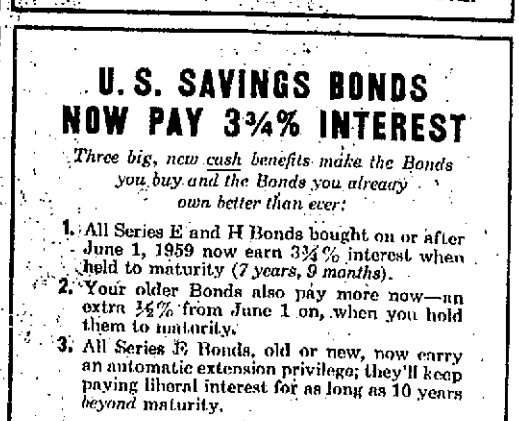 U. S. SAVINGS BONDS
NOW PAY 3¾% INTEREST
Three big, new cash benefits make the Bonds
you buy and the Bonds you already
own better than ever:
1. All Series E and H Bonds bought on or after
June 1, 1959 now earn 3¾% interest when
held to maturity (7 years, 9 months).
2. Your older Bonds also pay more now—an
extra ½% from June 1 on, when you hold
them to maturity.
3. All Series E Bonds, old or new, now carry
an automatic extension privilege; they'll keep
paying liberal interest for as long as 10 years
beyond maturity.